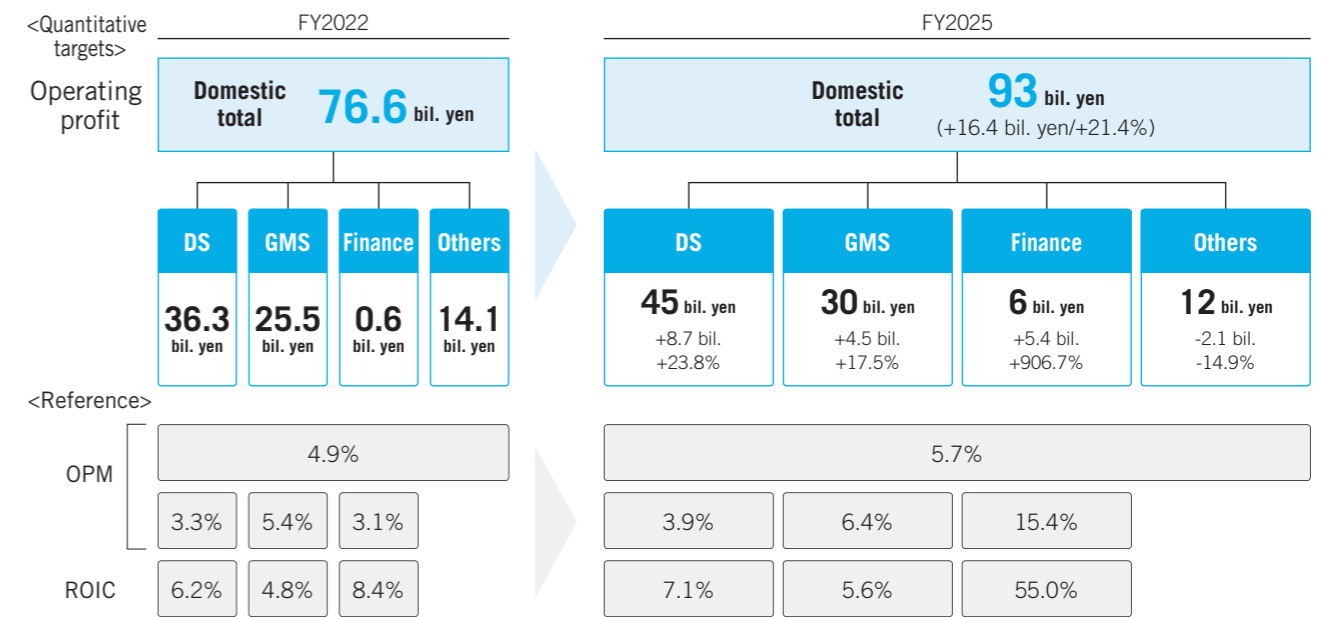 <Quantitative
targets>
FY2022
FY2025
Operating
profit
Domestic
total
76.6 bil. yen
Domestic
total
93 bil. yen
(+16.4 bil. yen/+21.4%)
DS
GMS
Finance
Others
36.3
bil. yen
25.5
bil. yen
0.6
bil. yen
14.1
bil. yen
DS
GMS
Finance
Others
45 bil. yen
+8.7 bil.
+23.8%
30 bil. yen
+4.5 bil.
+17.5%
6 bil. yen
+5.4 bil.
+906.7%
12 bil. yen
-2.1 bil.
-14.9%
<Reference>
OPM
4.9%
5.7%
3.3%
5.4%
3.1%
3.9%
6.4%
15.4%
ROIC
6.2%
4.8%
8.4%
7.1%
5.6%
55.0%